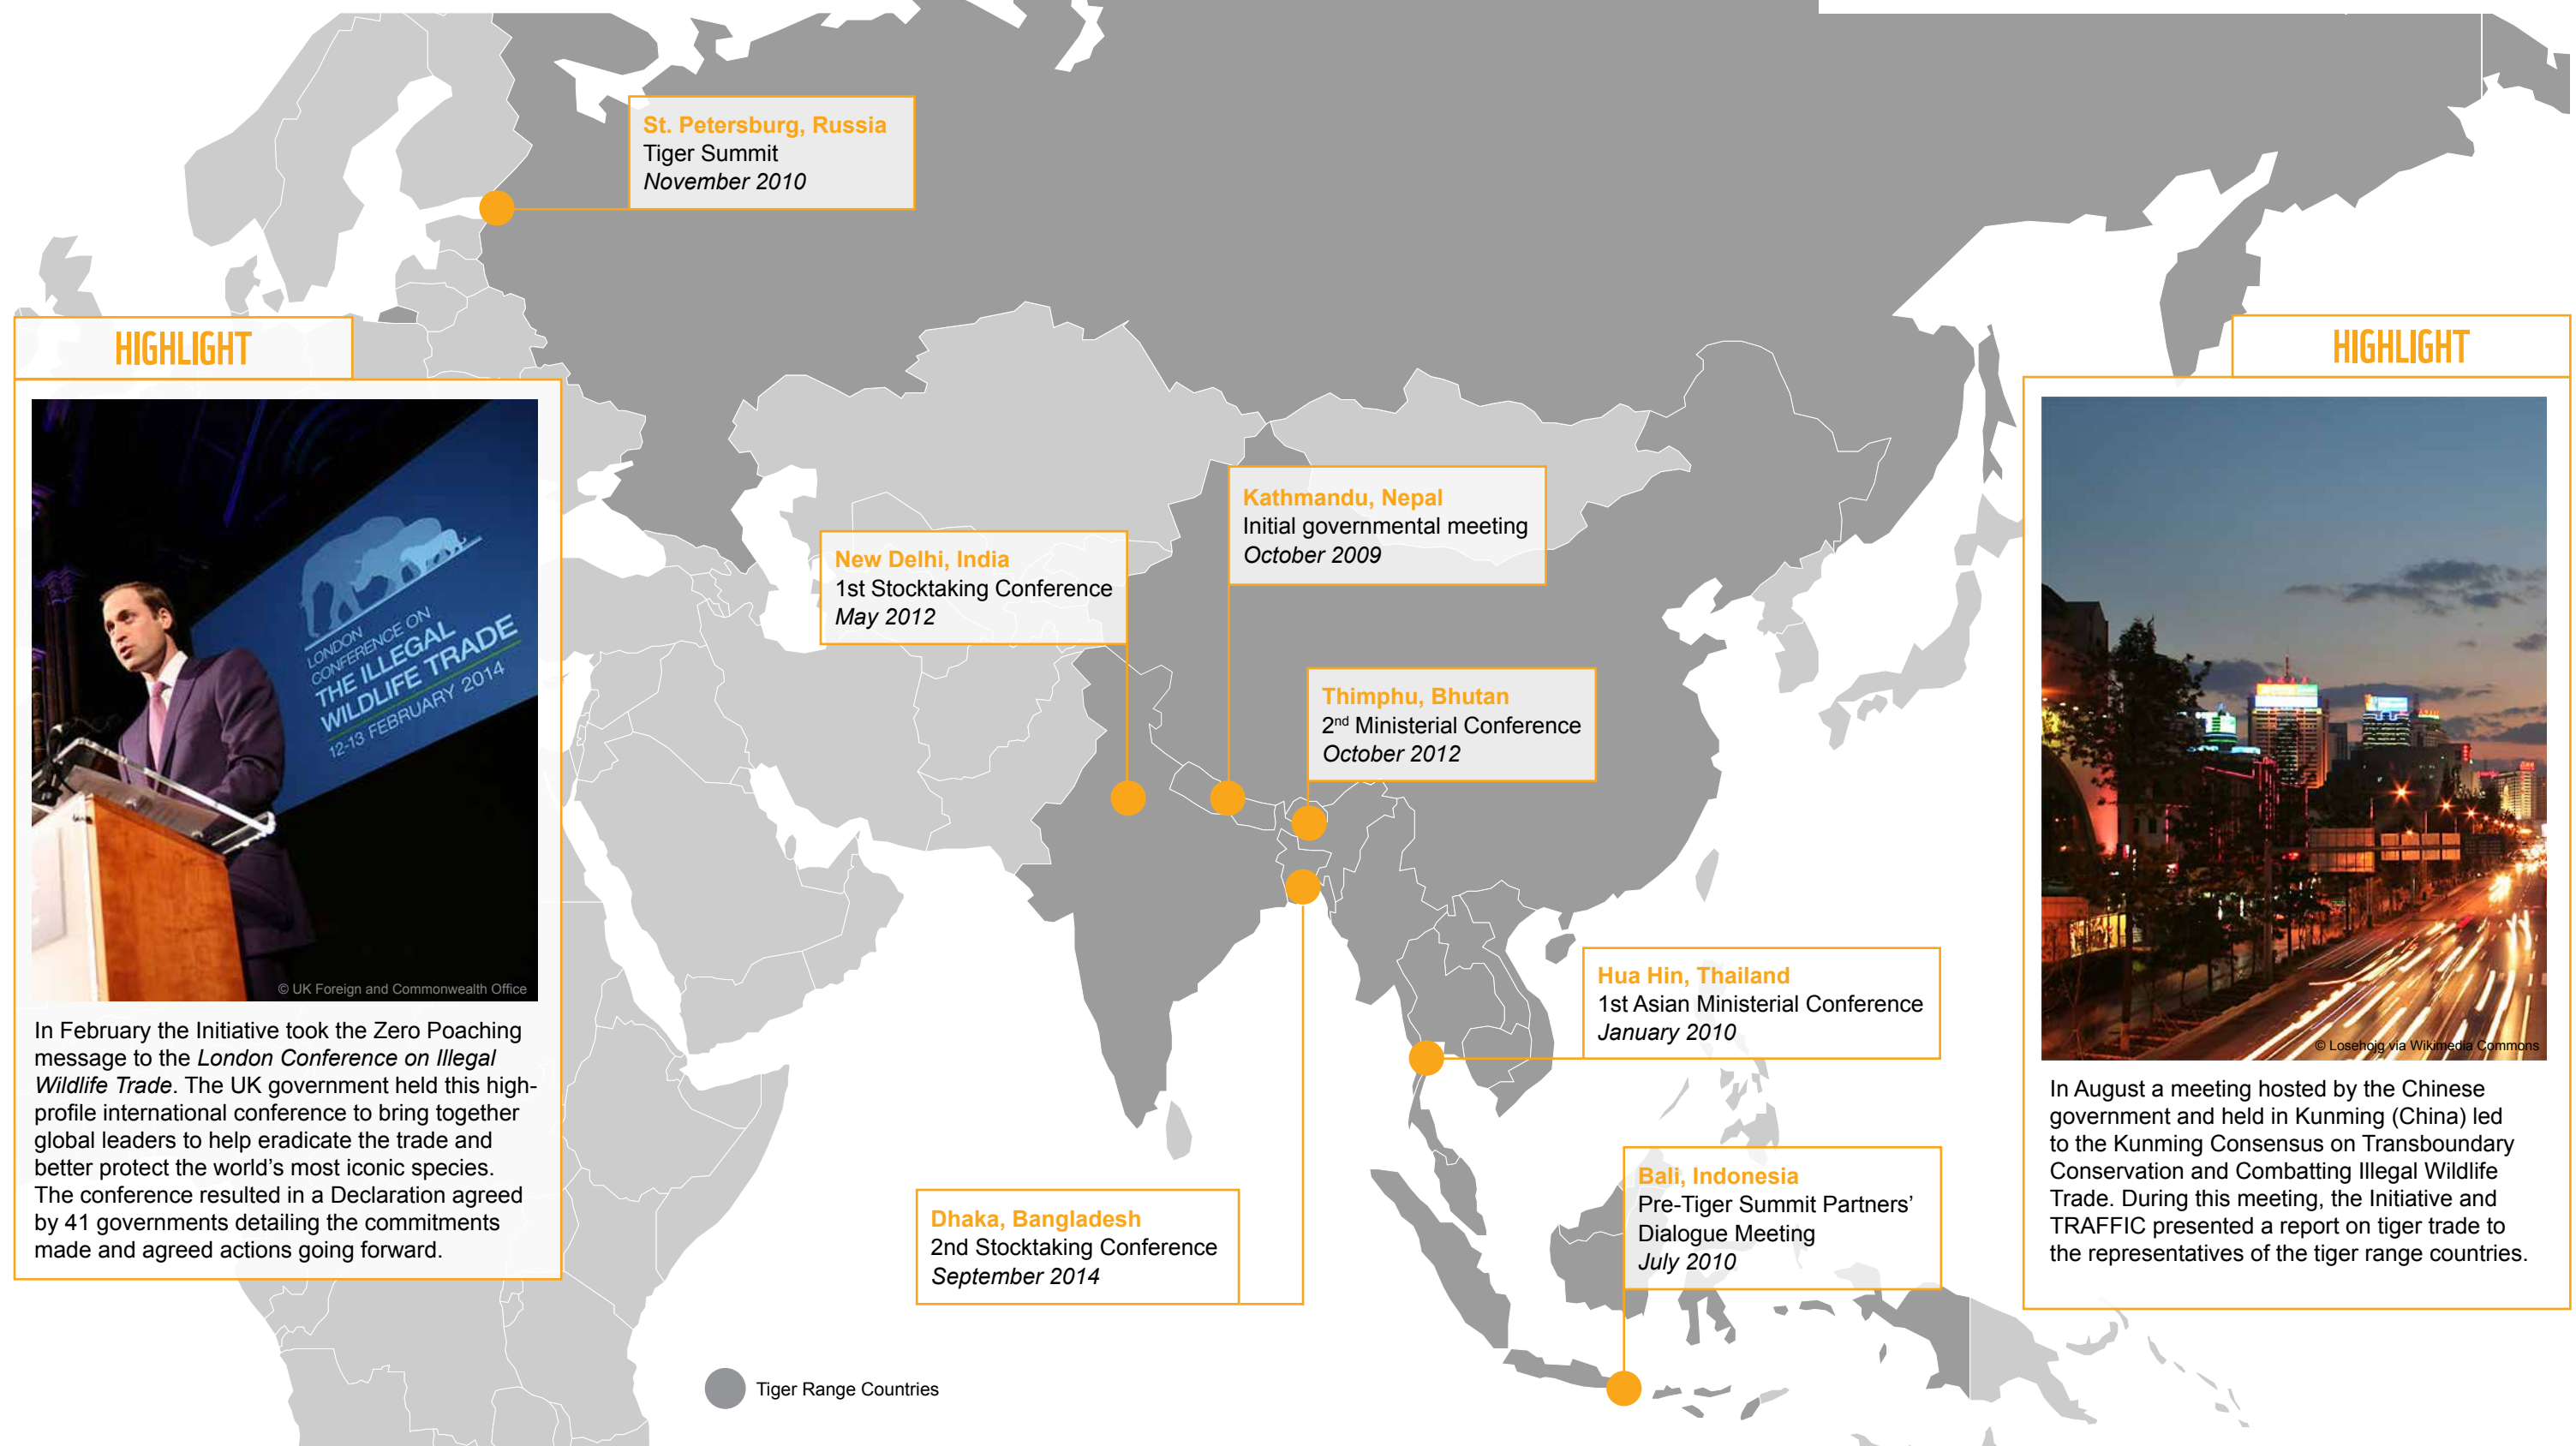 St. Petersburg, Russia
Tiger Summit
November 2010
HIGHLIGHT
LONDON
CONFERENCE ON
THE ILLEGAL
WILDLIFE TRADE
12-13 FEBRUARY 2014
© UK Foreign and Commonwealth Office
In February the Initiative took the Zero Poaching
message to the London Conference on Illegal
Wildlife Trade. The UK government held this high-
profile international conference to bring together
global leaders to help eradicate the trade and
better protect the world's most iconic species.
The conference resulted in a Declaration agreed
by 41 governments detailing the commitments
made and agreed actions going forward.
New Delhi, India
1st Stocktaking Conference
May 2012
Kathmandu, Nepal
Initial governmental meeting
October 2009
Thimphu, Bhutan
2nd Ministerial Conference
October 2012
Hua Hin, Thailand
1st Asian Ministerial Conference
January 2010
Dhaka, Bangladesh
2nd Stocktaking Conference
September 2014
Bali, Indonesia
Pre-Tiger Summit Partners'
Dialogue Meeting
July 2010
Tiger Range Countries
HIGHLIGHT
© Losehojg via Wikimedia Commons
In August a meeting hosted by the Chinese
government and held in Kunming (China) led
to the Kunming Consensus on Transboundary
Conservation and Combatting Illegal Wildlife
Trade. During this meeting, the Initiative and
TRAFFIC presented a report on tiger trade to
the representatives of the tiger range countries.